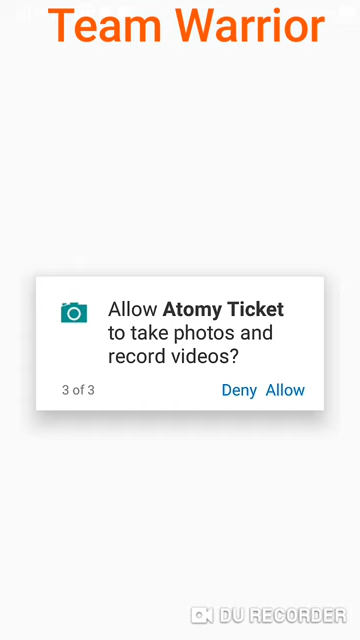 Team Warrior
Allow Atomy Ticket
to take photos and
record videos?
3 of 3
Deny Allow
DU RECORDER